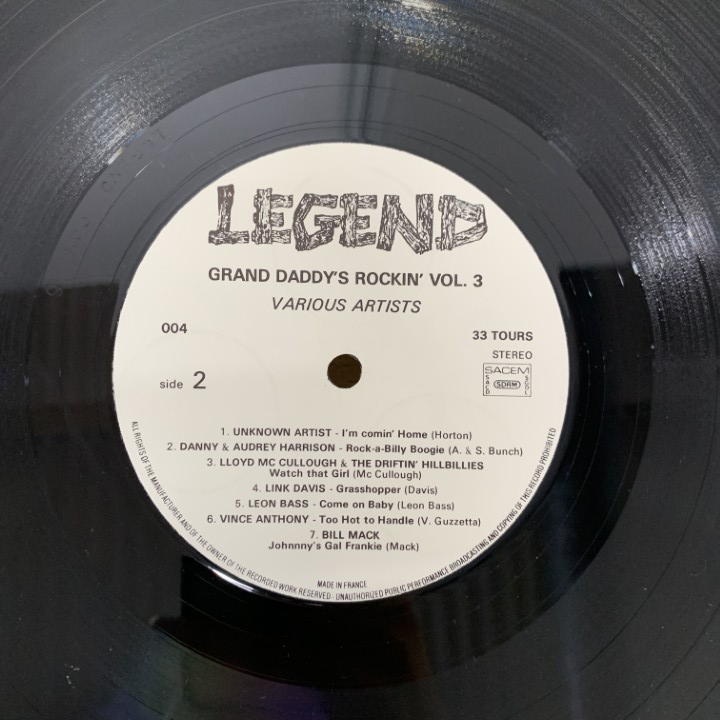 LEGEND
GRAND DADDY'S ROCKIN' VOL. 3
VARIOUS ARTISTS
004
33 TOURS
STEREO
SACEM
SACD
SDRM
SGDL
side 2
1. UNKNOWN ARTIST - I'm comin' Home (Horton)
2. DANNY & AUDREY HARRISON - Rock-a-Billy Boogie (A. & S. Bunch)
3. LLOYD MC CULLOUGH & THE DRIFTIN' HILLBILLIES
Watch that Girl (Mc Cullough)
4. LINK DAVIS - Grasshopper (Davis)
5. LEON BASS - Come on Baby (Leon Bass)
6. VINCE ANTHONY - Too Hot to Handle (V. Guzzetta)
7. BILL MACK
Johnnny's Gal Frankie (Mack)
MADE IN FRANCE
ALL RIGHTS OF THE MANUFACTURER AND OF THE OWNER OF THE RECORDED WORK RESERVED - UNAUTHORIZED PUBLIC PERFORMANCE BROADCASTING AND COPYING OF THIS RECORD PROHIBITED